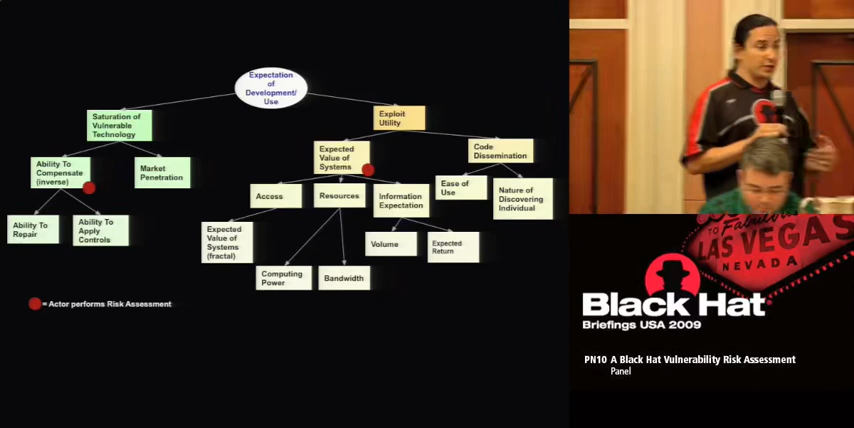 Expectation
of
Development/
Use
Saturation of
Vulnerable
Technology
Exploit
Utility
Ability To
Compensate
(inverse)
Market
Penetration
Expected
Value of
Systems
Code
Dissemination
Ability To
Repair
Ability To
Apply
Controls
Access
Resources
Information
Expectation
Ease of
Use
Nature of
Discovering
Individual
Expected
Value of
Systems
(fractal)
Volume
Expected
Return
Computing
Power
Bandwidth
= Actor performs Risk Assessment
TO Fabulous
LAS VEGAS
NEVADA
Black Hat
Briefings USA 2009
PN10 A Black Hat Vulnerability Risk Assessment
Panel